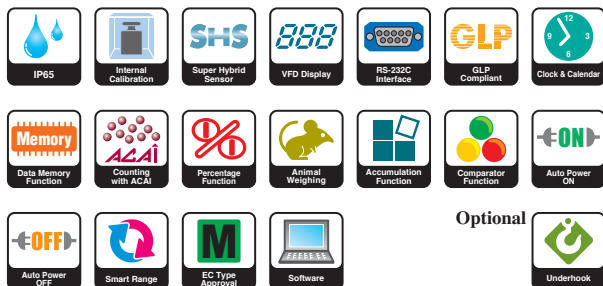 SHS
888
GLP
12
9
3
6
IP65
Internal
Calibration
Super Hybrid
Sensor
VFD Display
RS-232C
Interface
GLP
Compliant
Clock & Calendar
Memory
ACAI
ON
Data Memory
Function
Counting
with ACAI
Percentage
Function
Animal
Weighing
Accumulation
Function
Comparator
Function
Auto Power
ON
OFF
M
Optional
Auto Power
OFF
Smart Range
EC Type
Approval
Software
Underhook